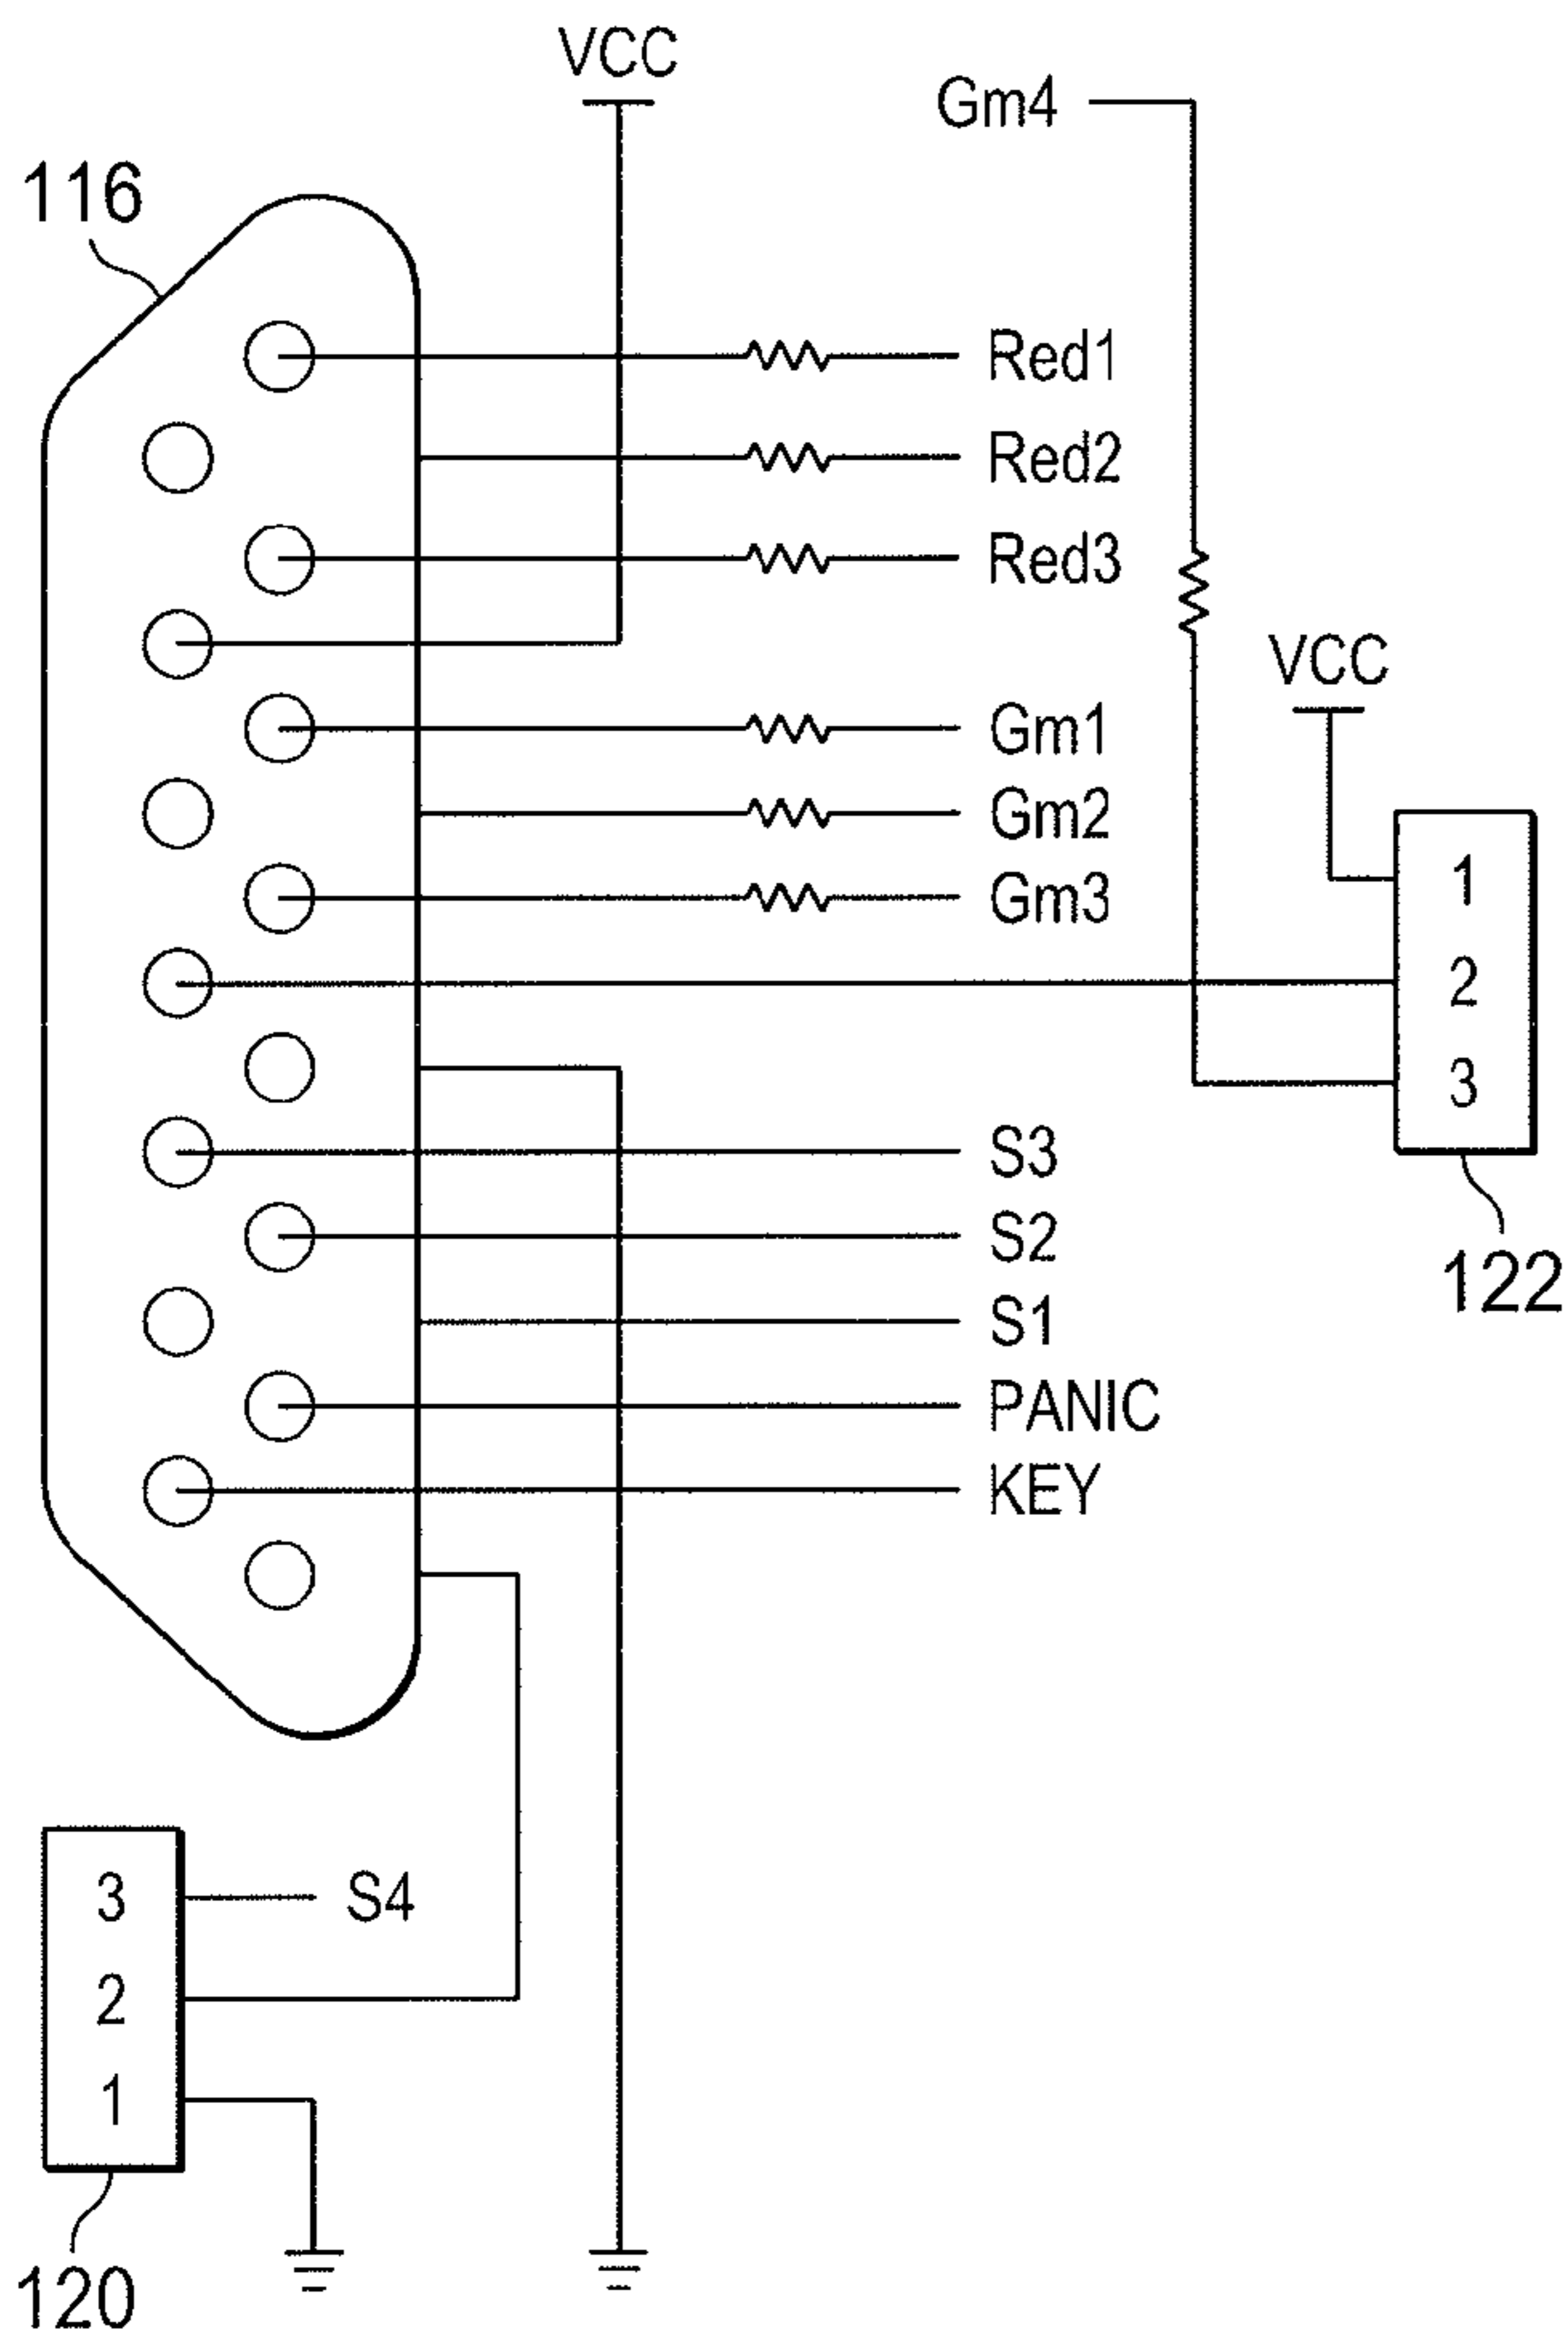 VCC
Gm4
116
Red1
Red2
Red3
VCC
Gm1
Gm2
Gm3
1
2
3
S3
S2
122
S1
PANIC
KEY
3
S4
2
1
120